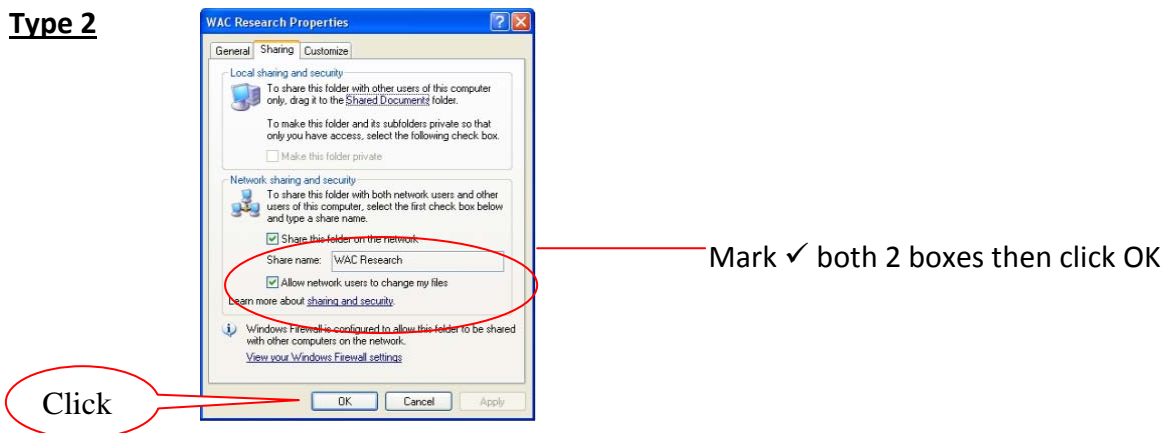 Type 2
WAC Research Properties
General Sharing Customize
Local sharing and security
To share this folder with other users of this computer
only, drag it to the Shared Documents folder.
To make this folder and its subfolders private so that
only you have access, select the following check box.
Make this folder private
Network sharing and security
To share this folder with both network users and other
users of this computer, select the first check box below
and type a share name.
Share this folder on the network
Share name: WAC Research
Allow network users to change my files
Learn more about sharing and security.
Windows Firewall is configured to allow this folder to be shared
with other computers on the network.
View your Windows Firewall settings
OK Cancel Apply
Mark ✓ both 2 boxes then click OK
Click